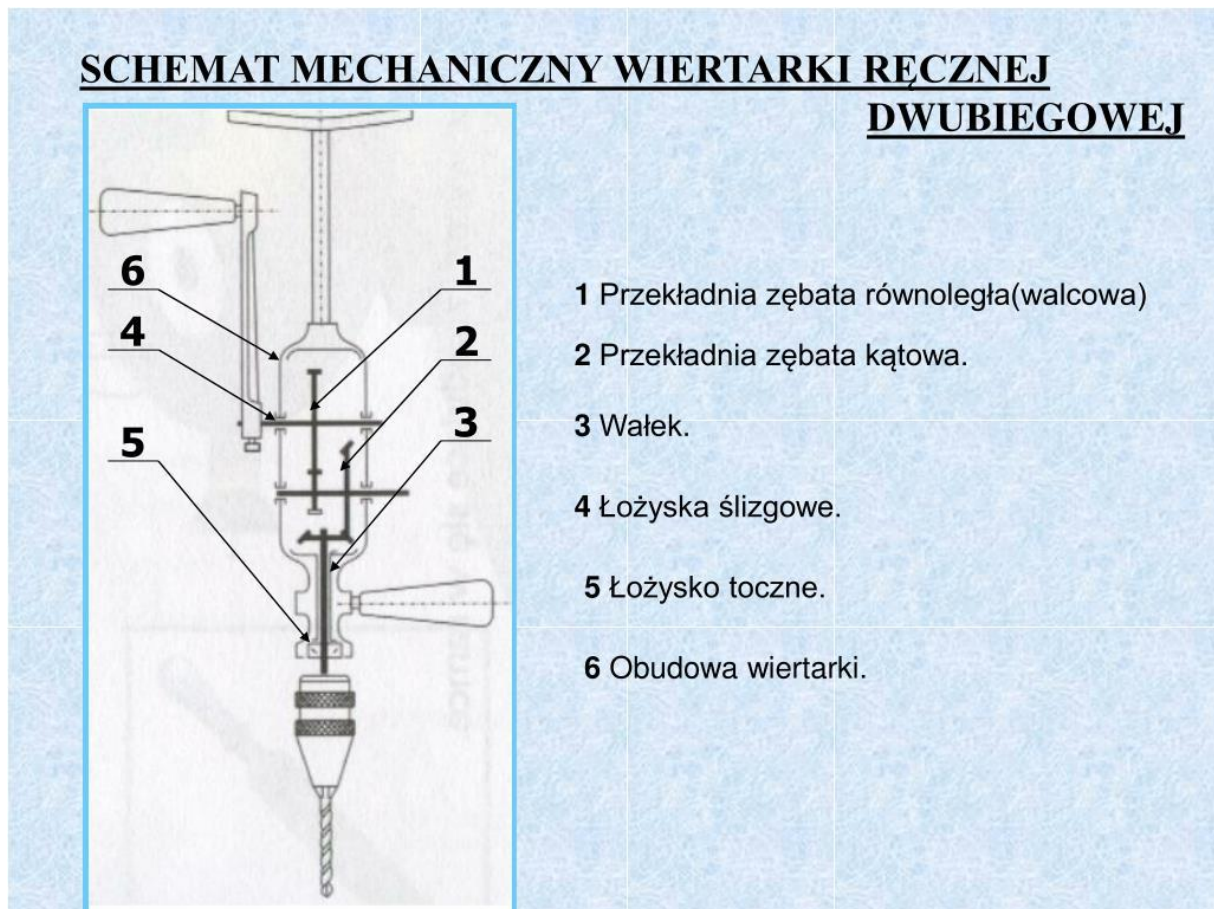 SCHEMAT MECHANICZNY WIERTARKI RĘCZNEJ
DWUBIEGOWEJ
6
4
5
1
2
3
1 Przekładnia zębata równoległa(walcowa)
2 Przekładnia zębata kątowa.
3 Wałek.
4 Łożyska ślizgowe.
5 Łożysko toczne.
6 Obudowa wiertarki.